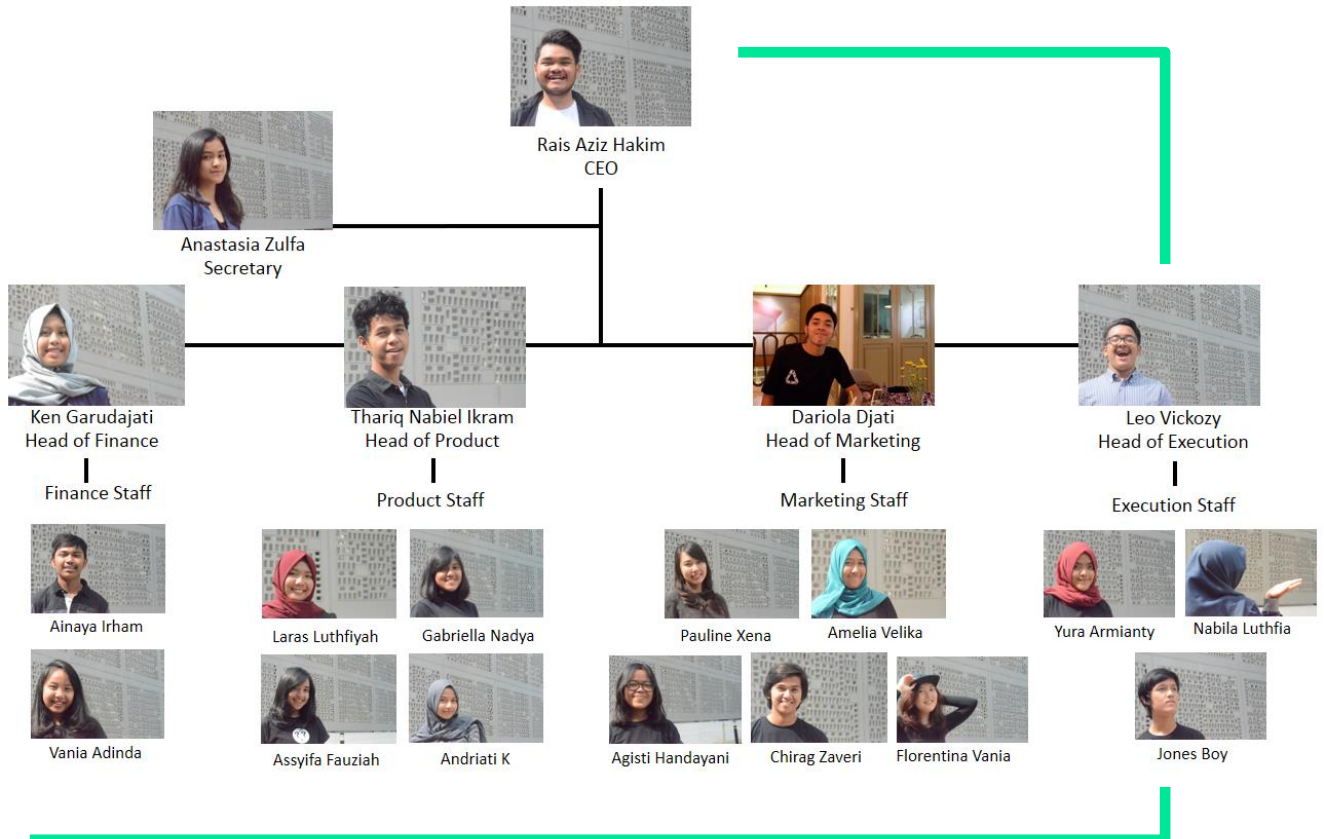 Rais Aziz Hakim
CEO
Anastasia Zulfa
Secretary
Ken Garudajati
Head of Finance
Thariq Nabiel Ikram
Head of Product
Dariola Djati
Head of Marketing
Leo Vickozy
Head of Execution
Finance Staff
Product Staff
Marketing Staff
Execution Staff
Ainaya Irham
Laras Luthfiyah
Gabriella Nadya
Pauline Xena
Amelia Velika
Yura Armianty
Nabila Luthfia
Vania Adinda
Assyifa Fauziah
Andriati K
Agisti Handayani
Chirag Zaveri
Florentina Vania
Jones Boy